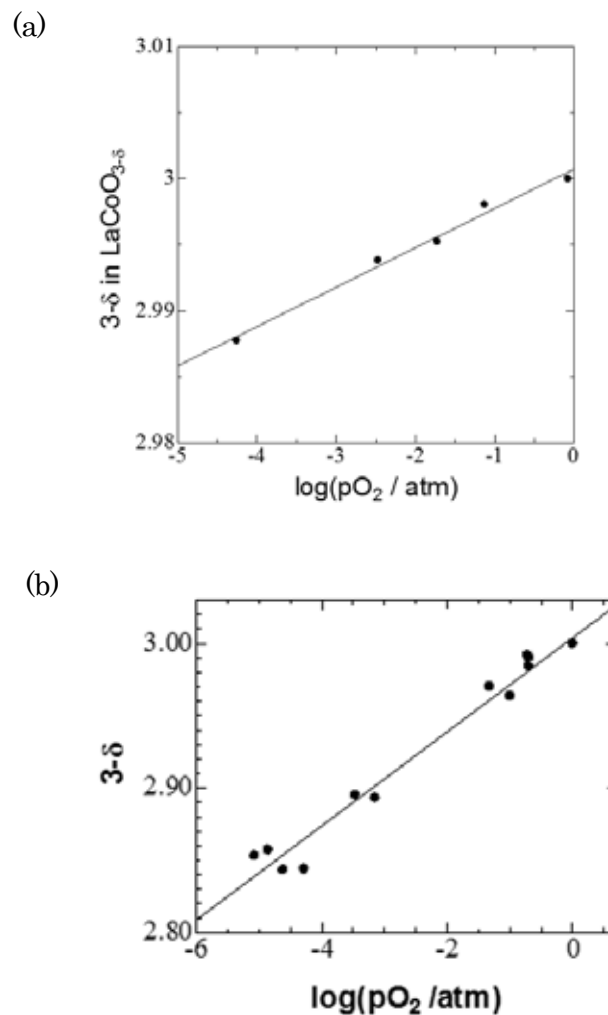 (a)
3.01
3
2.99
2.98
3-δ in LaCoO3-δ
-5 -4 -3 -2 -1 0
log(pO2 / atm)
(b)
3.00
2.90
2.80
3-δ
-6 -4 -2 0
log(pO2 /atm)